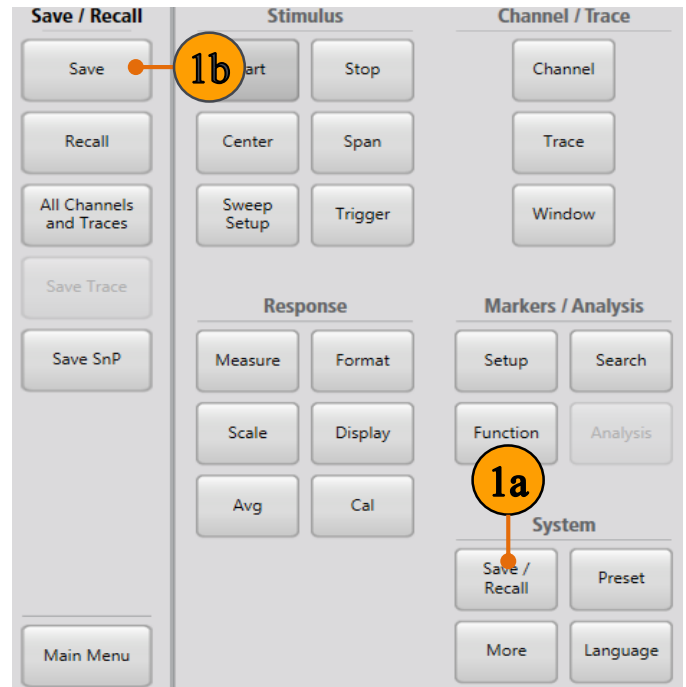 Save / Recall
Save
1b
Recall
All Channels
and Traces
Save Trace
Save SnP
Main Menu
Stimulus
art
Stop
Center
Span
Sweep
Setup
Trigger
Channel / Trace
Channel
Trace
Window
Response
Measure
Format
Scale
Display
Avg
Cal
Markers / Analysis
Setup
Search
Function
Analysis
1a
System
Save /
Recall
Preset
More
Language